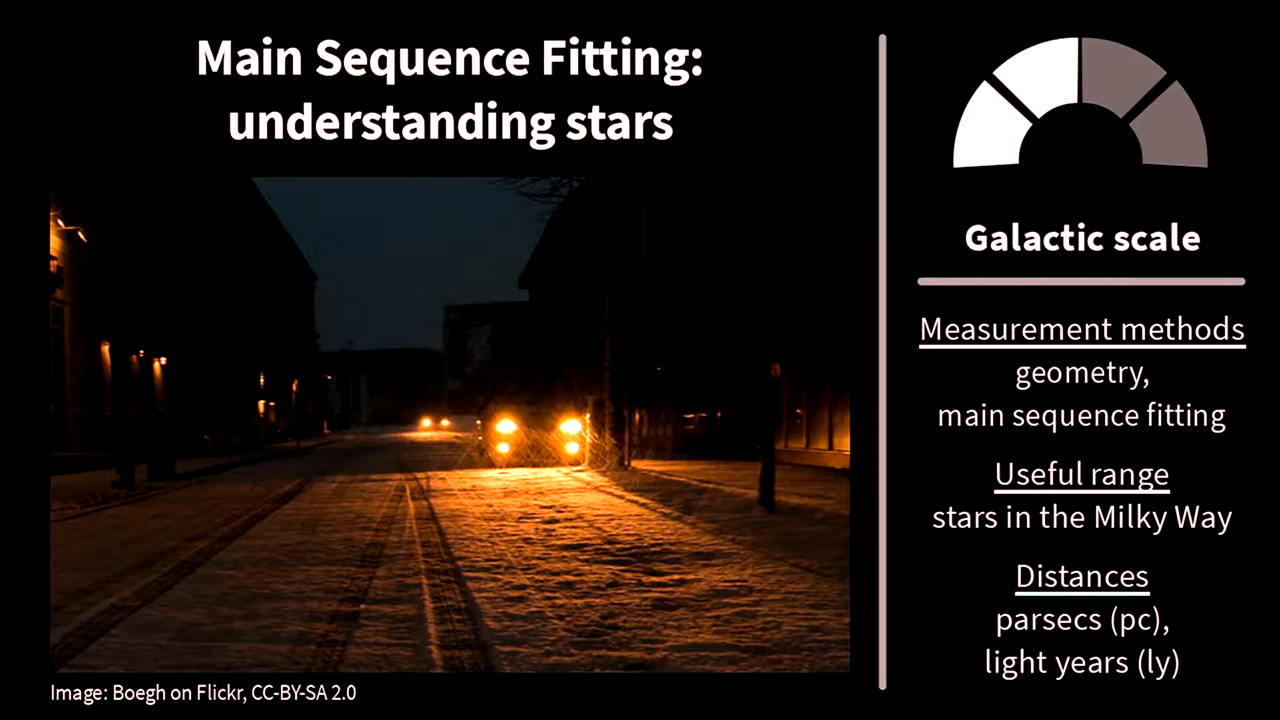 Main Sequence Fitting:
understanding stars
Image: Boegh on Flickr, CC-BY-SA 2.0
Galactic scale
Measurement methods
geometry,
main sequence fitting
Useful range
stars in the Milky Way
Distances
parsecs (pc),
light years (ly)